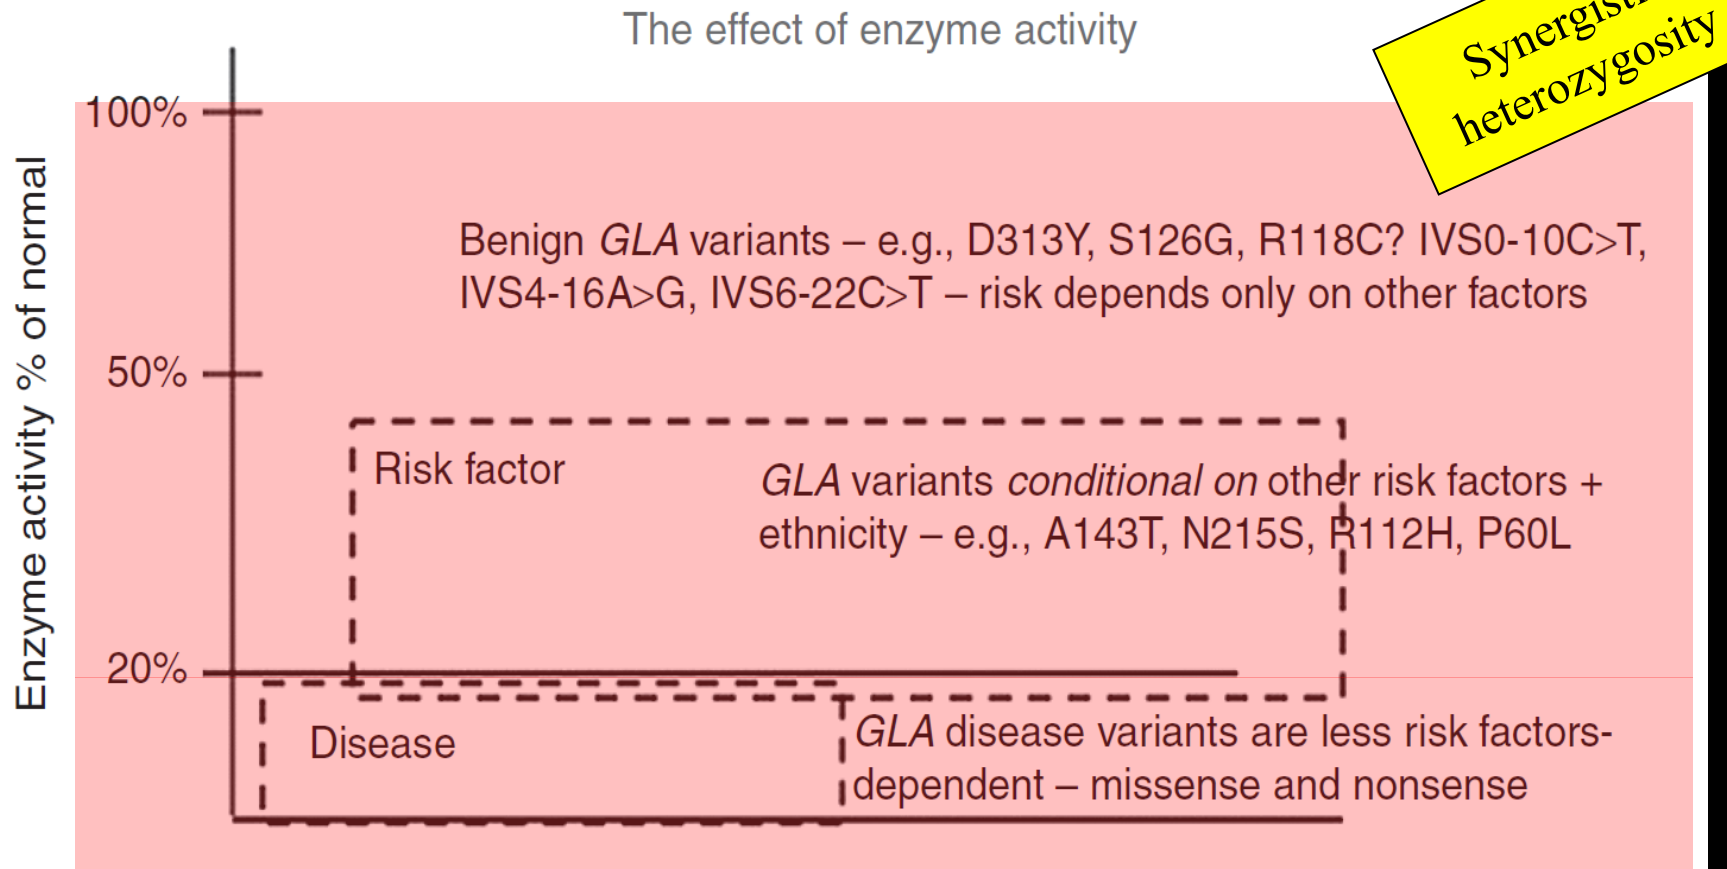 The effect of enzyme activity
heterozygosity
Enzyme activity % of normal
100%
Benign GLA variants – e.g., D313Y, S126G, R118C? IVS0-10C>T,
IVS4-16A>G, IVS6-22C>T – risk depends only on other factors
50%
Risk factor
GLA variants conditional on other risk factors +
ethnicity – e.g., A143T, N215S, R112H, P60L
20%
Disease
GLA disease variants are less risk factors-
dependent – missense and nonsense